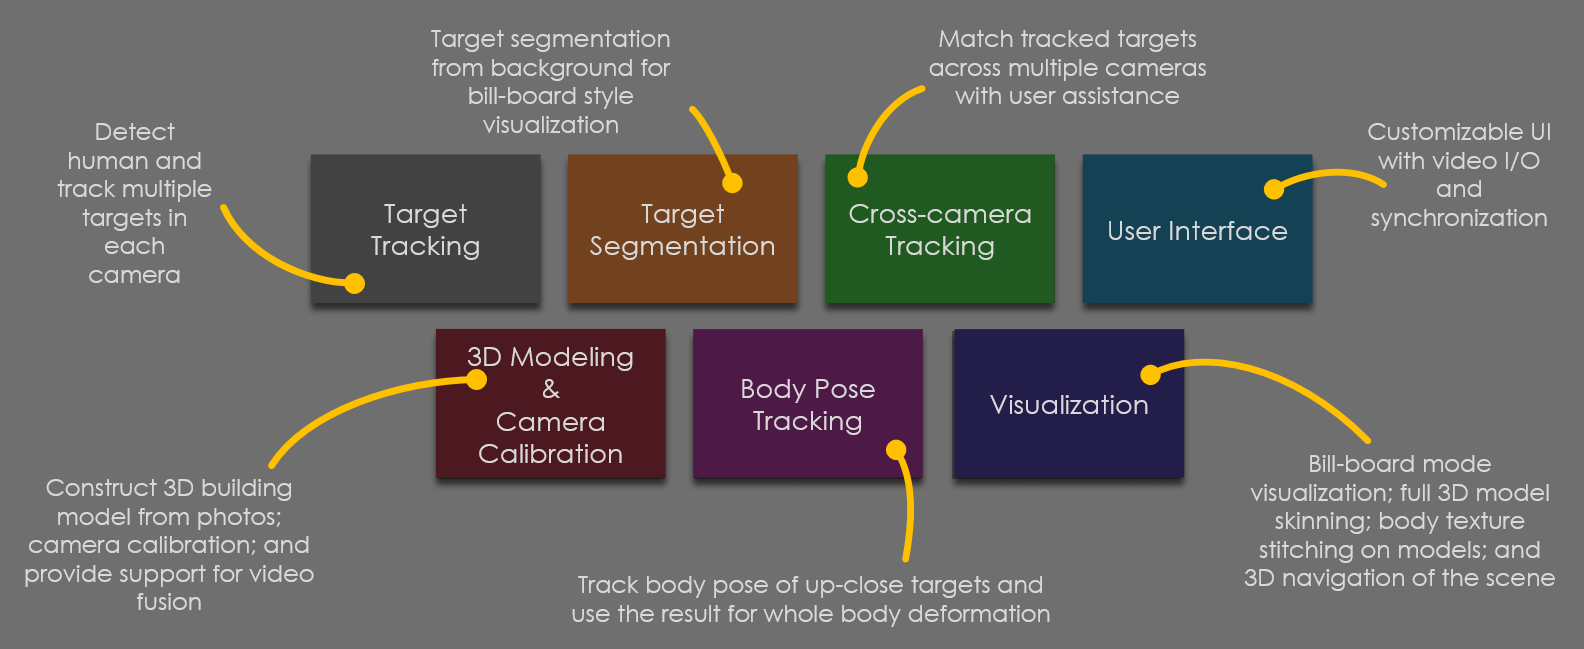 Target segmentation
from background for
bill-board style
visualization
Match tracked targets
across multiple cameras
with user assistance
Detect
human and
track multiple
targets in
each
camera
Customizable UI
with video I/O
and
synchronization
Target
Tracking
Target
Segmentation
Cross-camera
Tracking
User Interface
3D Modeling
&
Camera
Calibration
Body Pose
Tracking
Visualization
Construct 3D building
model from photos;
camera calibration; and
provide support for video
fusion
Track body pose of up-close targets and
use the result for whole body deformation
Bill-board mode
visualization; full 3D model
skinning; body texture
stitching on models; and
3D navigation of the scene